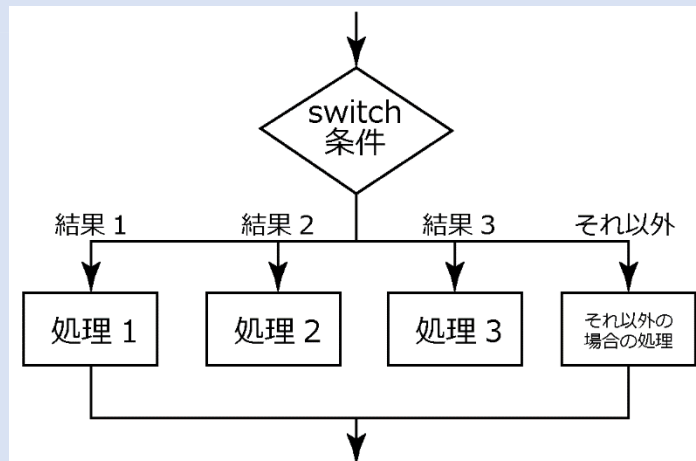 switch
条件
結果 1
結果 2
結果 3
それ以外
処理 1
処理 2
処理 3
それ以外の
場合の処理